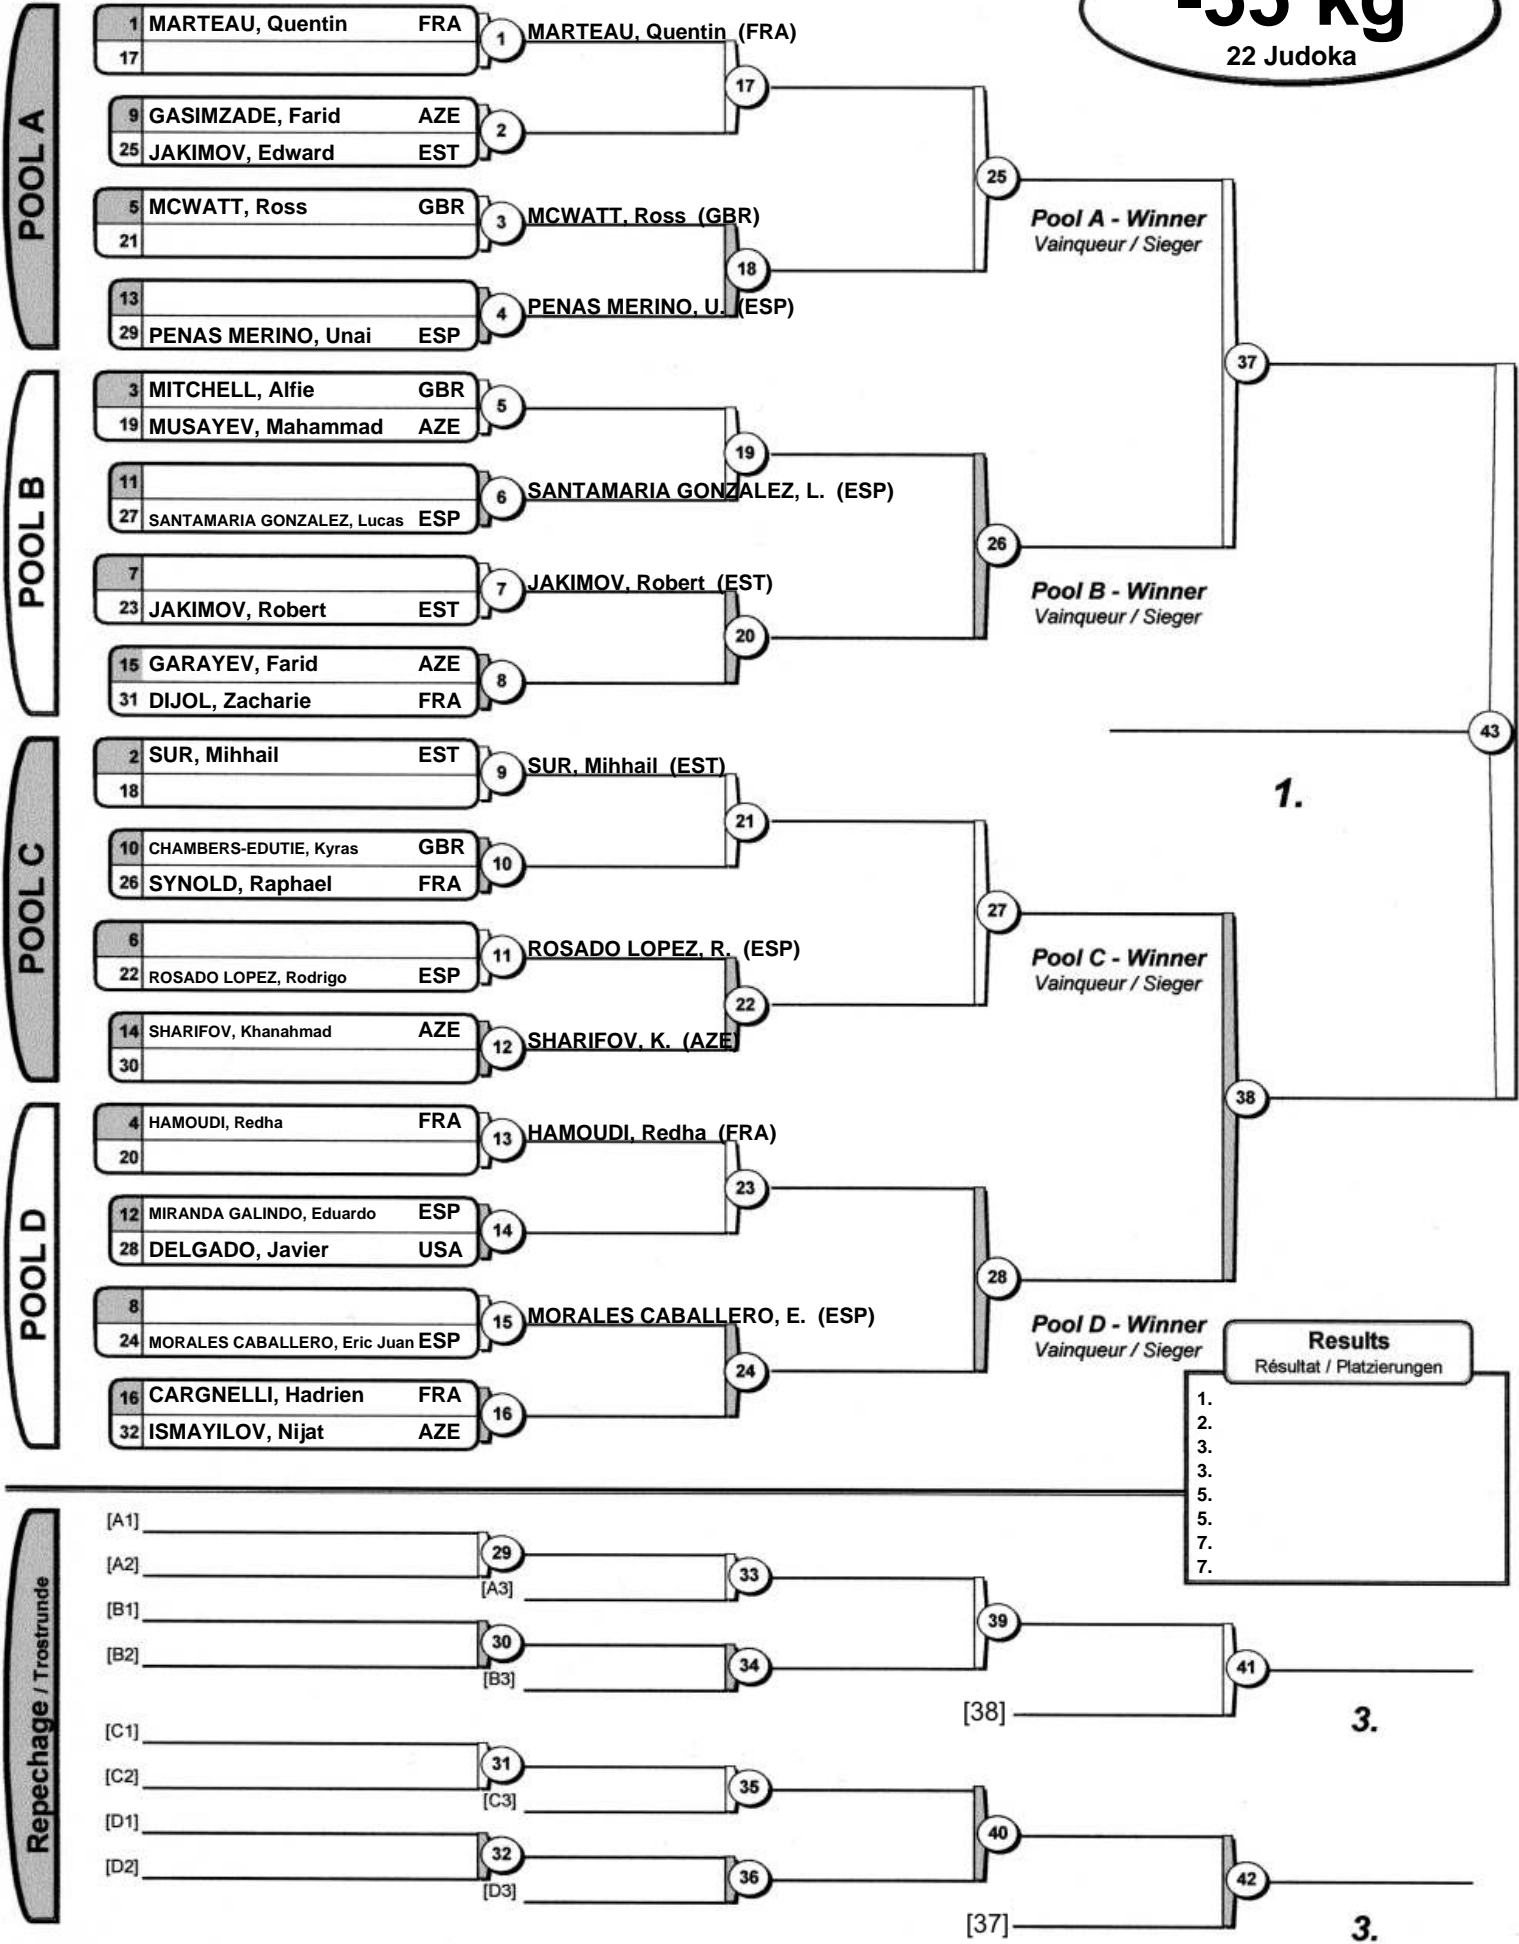 -55 kg
22 Judoka
POOL A
1 MARTEAU, Quentin FRA
17
1 MARTEAU, Quentin (FRA)
9 GASIMZADE, Farid AZE
25 JAKIMOV, Edward EST
2
17
5 MCWATT, Ross GBR
21
3 MCWATT, Ross (GBR)
13
29 PENAS MERINO, Unai ESP
4 PENAS MERINO, U. (ESP)
18
25
Pool A - Winner
Vainqueur / Sieger
POOL B
3 MITCHELL, Alfie GBR
19 MUSAYEV, Mahammad AZE
5
11
27 SANTAMARIA GONZALEZ, Lucas ESP
6 SANTAMARIA GONZALEZ, L. (ESP)
19
7
23 JAKIMOV, Robert EST
7 JAKIMOV, Robert (EST)
15 GARAYEV, Farid AZE
31 DIJOL, Zacharie FRA
8
20
26
Pool B - Winner
Vainqueur / Sieger
37
POOL C
2 SUR, Mihhail EST
18
9 SUR, Mihhail (EST)
10 CHAMBERS-EDUTIE, Kyras GBR
26 SYNOLD, Raphael FRA
10
21
6
22 ROSADO LOPEZ, Rodrigo ESP
11 ROSADO LOPEZ, R. (ESP)
14 SHARIFOV, Khanahmad AZE
30
12 SHARIFOV, K. (AZE)
22
27
Pool C - Winner
Vainqueur / Sieger
43
1.
POOL D
4 HAMOUDI, Redha FRA
20
13 HAMOUDI, Redha (FRA)
12 MIRANDA GALINDO, Eduardo ESP
28 DELGADO, Javier USA
14
23
8
24 MORALES CABALLERO, Eric Juan ESP
15 MORALES CABALLERO, E. (ESP)
16 CARGNELLI, Hadrien FRA
32 ISMAYILOV, Nijat AZE
16
24
28
38
Pool D - Winner
Vainqueur / Sieger
Results
Résultat / Platzierungen
1.
2.
3.
3.
5.
5.
7.
7.
Repechage / Trostrunde
[A1]
[A2]
29
[A3]
33
[B1]
[B2]
30
[B3]
34
39
[38]
41
3.
[C1]
[C2]
31
[C3]
35
[D1]
[D2]
32
[D3]
36
40
[37]
42
3.